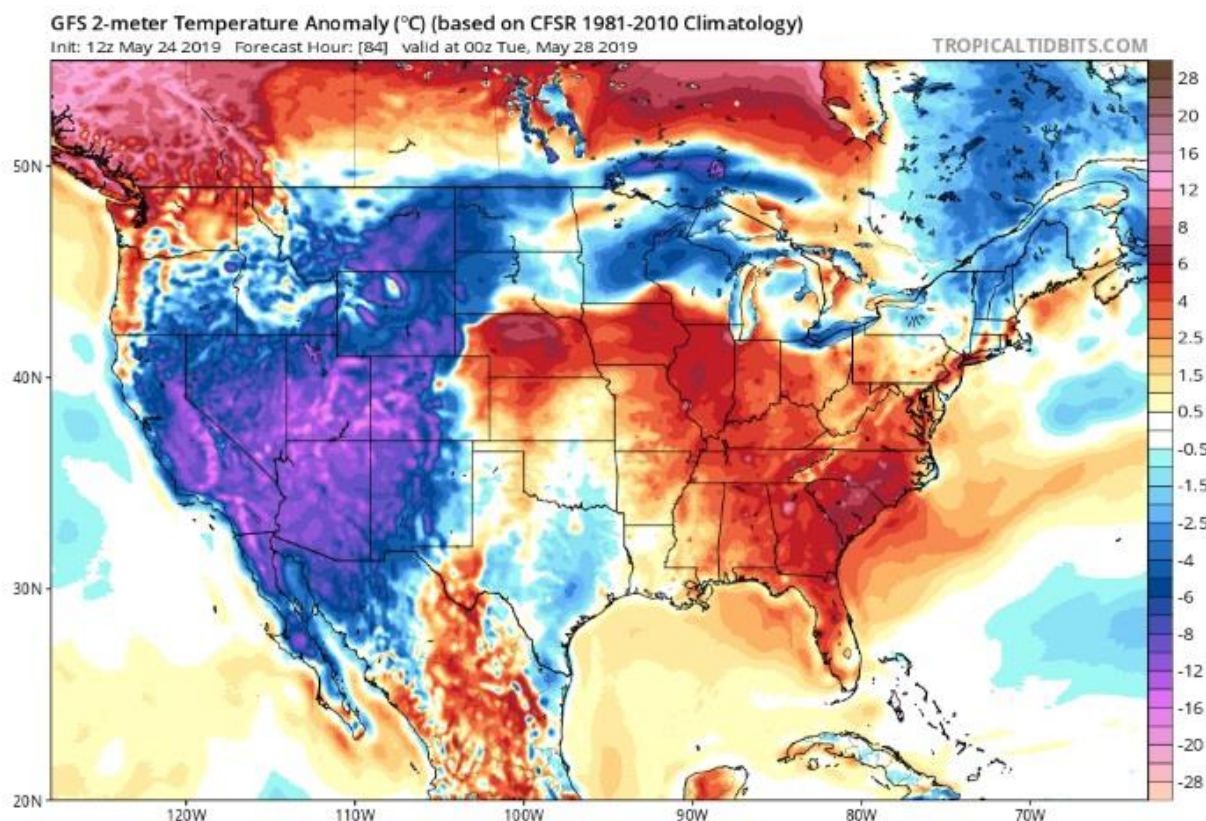 GFS 2-meter Temperature Anomaly (°C) (based on CFSR 1981-2010 Climatology)
Init: 12z May 24 2019 Forecast Hour: [84] valid at 00z Tue, May 28 2019
TROPICALTIDBITS.COM
50N
40N
30N
20N
120W
110W
100W
90W
80W
70W
28
20
16
12
8
6
4
2.5
1.5
0.5
-0.5
-1.5
-2.5
-4
-6
-8
-12
-16
-20
-28